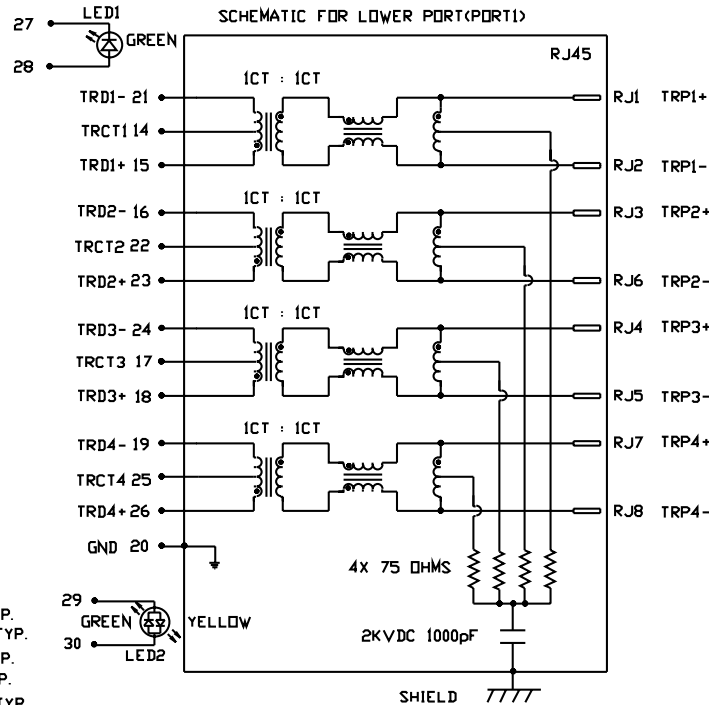 SCHEMATIC FOR LOWER PORT(PORT1)
LED1
27
GREEN
28
RJ45
1CT : 1CT
TRD1- 21
RJ1 TRP1+
TRCT1 14
TRD1+ 15
RJ2 TRP1-
1CT : 1CT
TRD2- 16
RJ3 TRP2+
TRCT2 22
TRD2+ 23
RJ6 TRP2-
1CT : 1CT
TRD3- 24
RJ4 TRP3+
TRCT3 17
TRD3+ 18
RJ5 TRP3-
1CT : 1CT
TRD4- 19
RJ7 TRP4+
TRCT4 25
TRD4+ 26
RJ8 TRP4-
GND 20
4X 75 OHMS
29
GREEN YELLOW
30
LED2
2KVDC 1000pF
SHIELD
P.
TYP.
P.
P.
TYP.